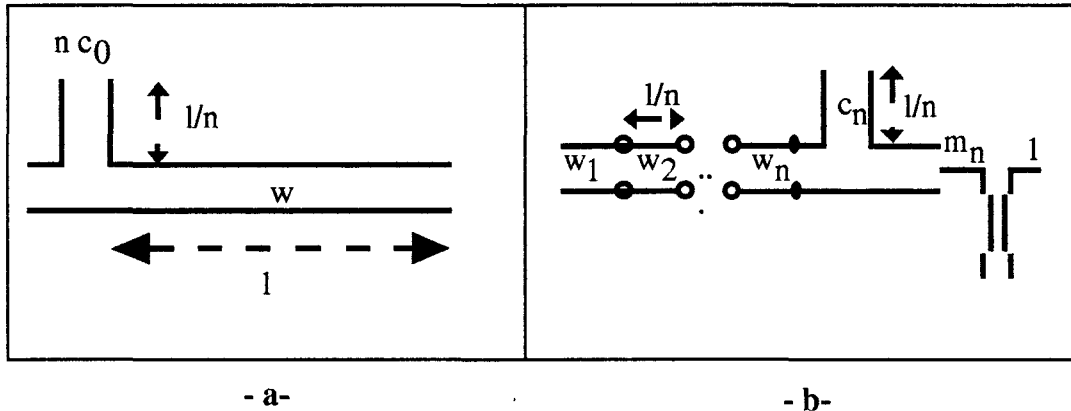 n c0
l/n
w
l
l/n
w1 w2 .. wn
.
cn
l/n
mn 1
- a-
- b-